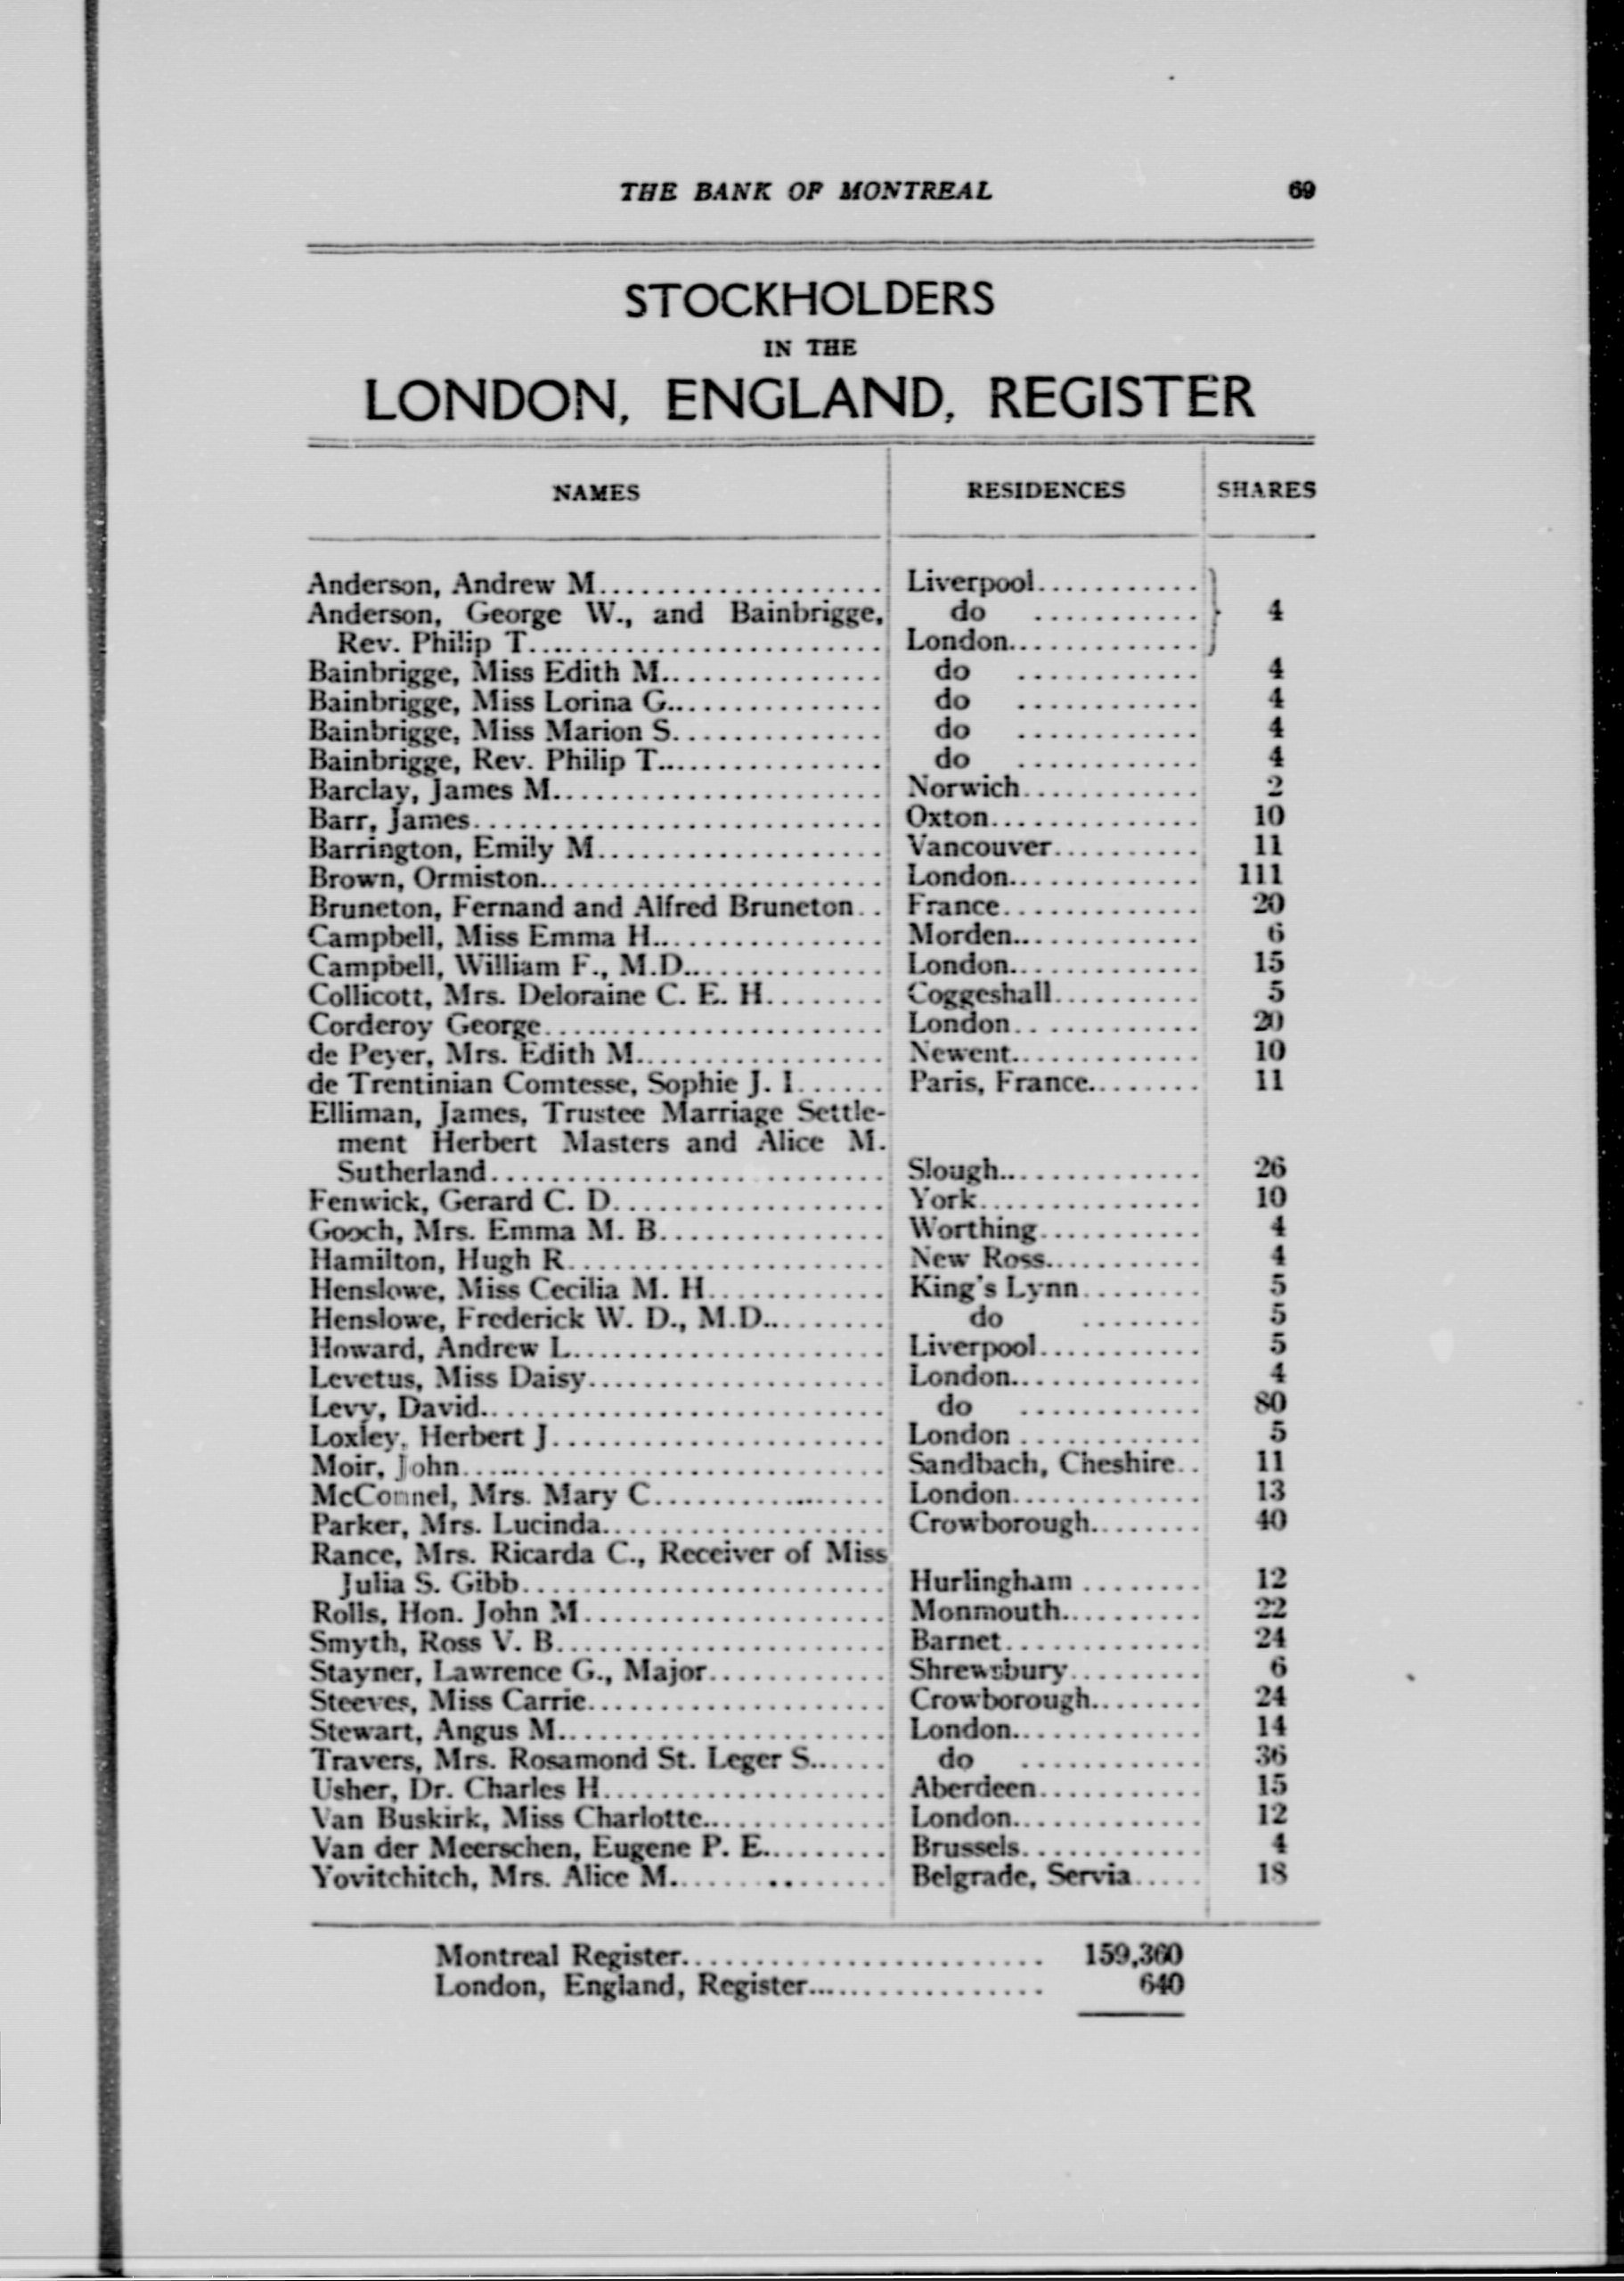 THE BANK OF MONTREAL 69
STOCKHOLDERS
IN THE
LONDON, ENGLAND, REGISTER
NAMES RESIDENCES SHARES
Anderson, Andrew M.................... Liverpool...........
Anderson, George W., and Bainbrigge, do ........... } 4
Rev. Philip T......................... London.............
Bainbrigge, Miss Edith M............... do ............ 4
Bainbrigge, Miss Lorina G.............. do ............ 4
Bainbrigge, Miss Marion S.............. do ............ 4
Bainbrigge, Rev. Philip T.............. do ............ 4
Barclay, James M....................... Norwich............ 2
Barr, James............................ Oxton.............. 10
Barrington, Emily M.................... Vancouver.......... 11
Brown, Ormiston........................ London............. 111
Bruneton, Fernand and Alfred Bruneton.. France............. 20
Campbell, Miss Emma H................ Morden............. 6
Campbell, William F., M.D.............. London............. 15
Collicott, Mrs. Deloraine C. E. H........ Coggeshall.......... 5
Corderoy George....................... London............. 20
de Peyer, Mrs. Edith M................. Newent............. 10
de Trentinian Comtesse, Sophie J. I...... Paris, France........ 11
Elliman, James, Trustee Marriage Settle-
ment Herbert Masters and Alice M.
Sutherland........................... Slough.............. 26
Fenwick, Gerard C. D................... York................ 10
Gooch, Mrs. Emma M. B................ Worthing........... 4
Hamilton, Hugh R...................... New Ross........... 4
Henslowe, Miss Cecilia M. H............ King's Lynn........ 5
Henslowe, Frederick W. D., M.D......... do ........ 5
Howard, Andrew L..................... Liverpool........... 5
Levetus, Miss Daisy..................... London............. 4
Levy, David............................ do ............ 80
Loxley, Herbert J....................... London ............ 5
Moir, John............................. Sandbach, Cheshire.. 11
McConnel, Mrs. Mary C................ London............. 13
Parker, Mrs. Lucinda................... Crowborough........ 40
Rance, Mrs. Ricarda C., Receiver of Miss
Julia S. Gibb......................... Hurlingham ........ 12
Rolls, Hon. John M..................... Monmouth.......... 22
Smyth, Ross V. B....................... Barnet.............. 24
Stayner, Lawrence G., Major............ Shrewsbury......... 6
Steeves, Miss Carrie.................... Crowborough........ 24
Stewart, Angus M...................... London............. 14
Travers, Mrs. Rosamond St. Leger S...... do ............ 36
Usher, Dr. Charles H................... Aberdeen........... 15
Van Buskirk, Miss Charlotte............. London............. 12
Van der Meerschen, Eugene P. E......... Brussels............ 4
Yovitchitch, Mrs. Alice M............... Belgrade, Servia..... 18
Montreal Register......................... 159,360
London, England, Register................. 640